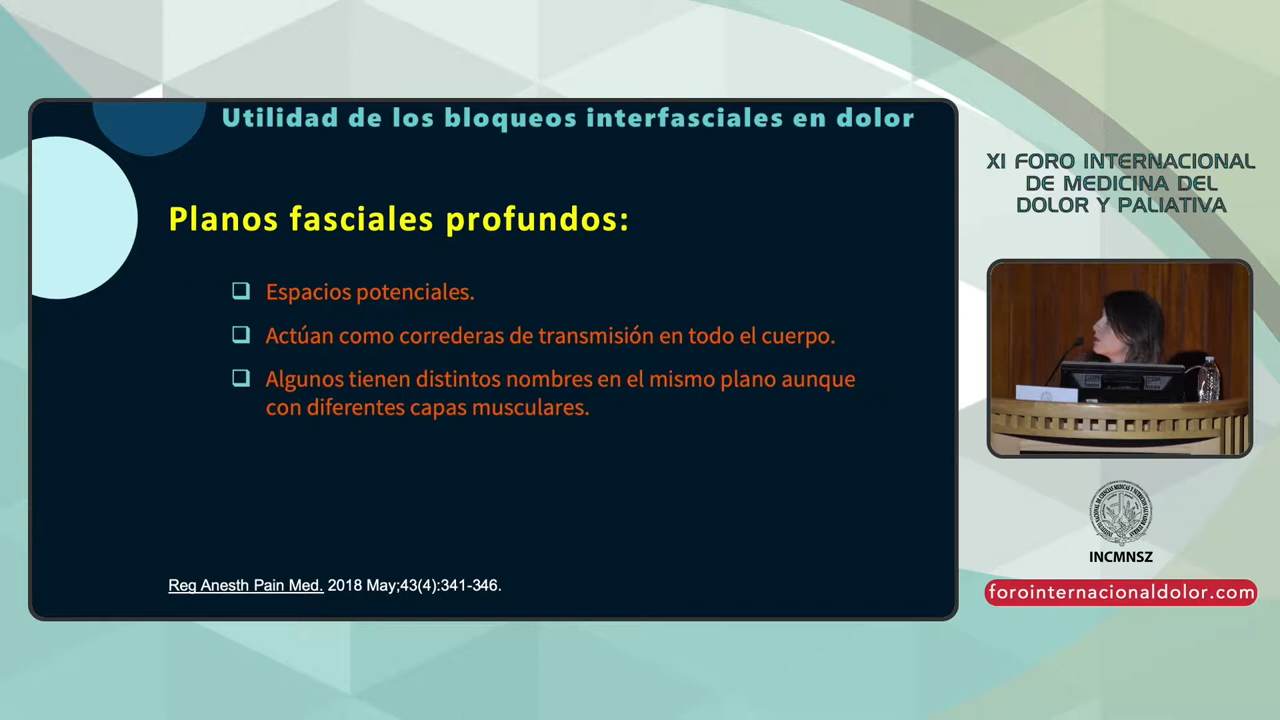 Utilidad de los bloqueos interfasciales en dolor
Planos fasciales profundos:
Espacios potenciales.
Actúan como correderas de transmisión en todo el cuerpo.
Algunos tienen distintos nombres en el mismo plano aunque
con diferentes capas musculares.
Reg Anesth Pain Med. 2018 May;43(4):341-346.
XI FORO INTERNACIONAL
DE MEDICINA DEL
DOLOR Y PALIATIVA
INCMNSZ
forointernacionaldolor.com